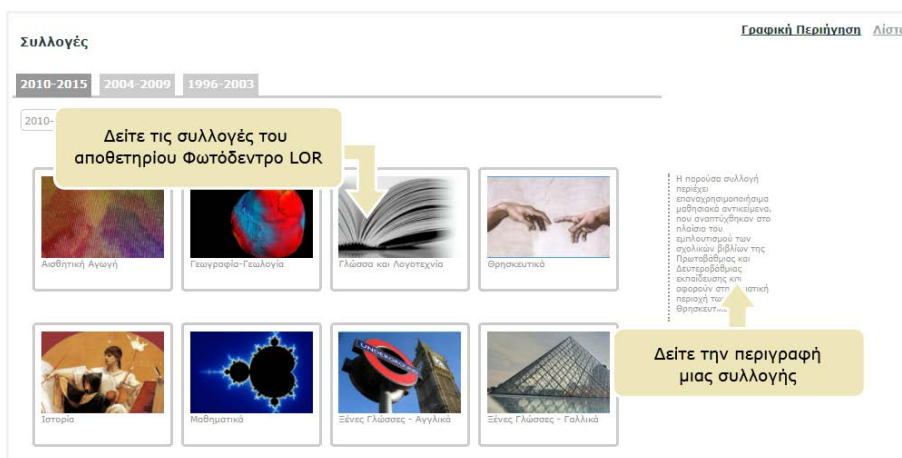 Γραφική Περιήγηση Λίστα
Συλλογές
2010-2015 2004-2009 1996-2003
2010-
Δείτε τις συλλογές του
αποθετηρίου Φωτόδεντρο LOR
Αισθητική Αγωγή
Γεωγραφία-Γεωλογία
Γλώσσα και Λογοτεχνία
Θρησκευτικά
Η παρούσα συλλογή
περιέχει
επαναχρησιμοποιήσιμα
μαθησιακά αντικείμενα,
που αναπτύχθηκαν στο
πλαίσιο του
εμπλουτισμού των
σχολικών βιβλίων της
Πρωτοβάθμιας και
Δευτεροβάθμιας
εκπαίδευσης και
αφορούν
περιοχή
Δείτε την περιγραφή
μιας συλλογής
UNDERGROUND
Ιστορία
Μαθηματικά
Ξένες Γλώσσες - Αγγλικά
Ξένες Γλώσσες - Γαλλικά